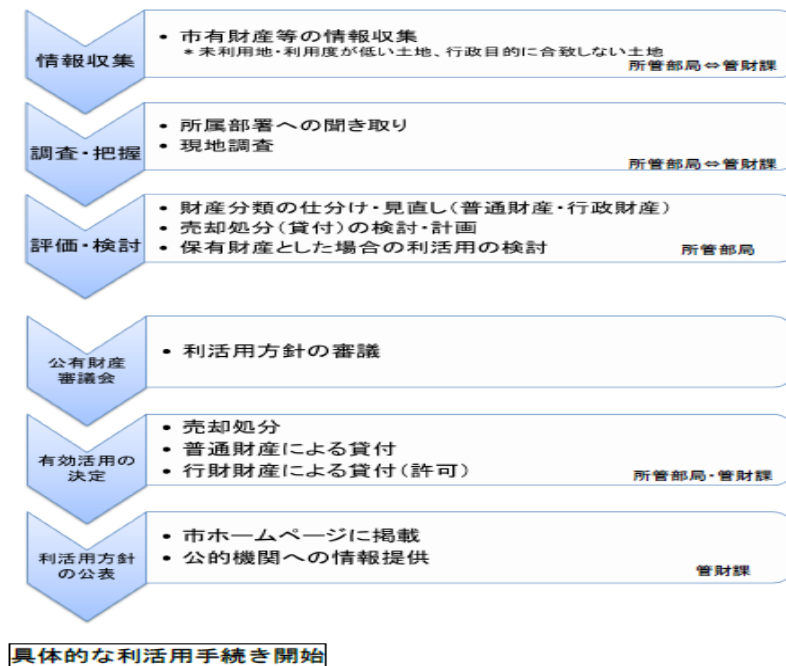 情報収集
• 市有財産等の情報収集
* 未利用地・利用度が低い土地、行政目的に合致しない土地
所管部局⇔管財課
調査・把握
• 所属部署への聞き取り
• 現地調査
所管部局⇔管財課
評価・検討
• 財産分類の仕分け・見直し(普通財産・行政財産)
• 売却処分(貸付)の検討・計画
• 保有財産とした場合の利活用の検討
所管部局
公有財産
審議会
• 利活用方針の審議
有効活用の
決定
• 売却処分
• 普通財産による貸付
• 行財財産による貸付(許可)
所管部局・管財課
利活用方針
の公表
• 市ホームページに掲載
• 公的機関への情報提供
管財課
具体的な利活用手続き開始